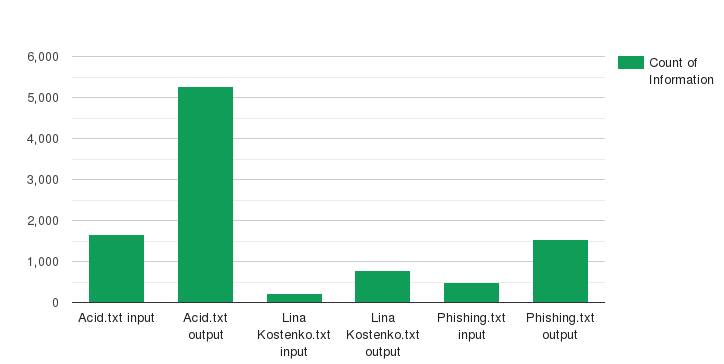 6,000
5,000
4,000
3,000
2,000
1,000
0
Acid.txt input
Acid.txt
output
Lina
Kostenko.txt
input
Lina
Kostenko.txt
output
Phishing.txt
input
Phishing.txt
output
Count of
Information